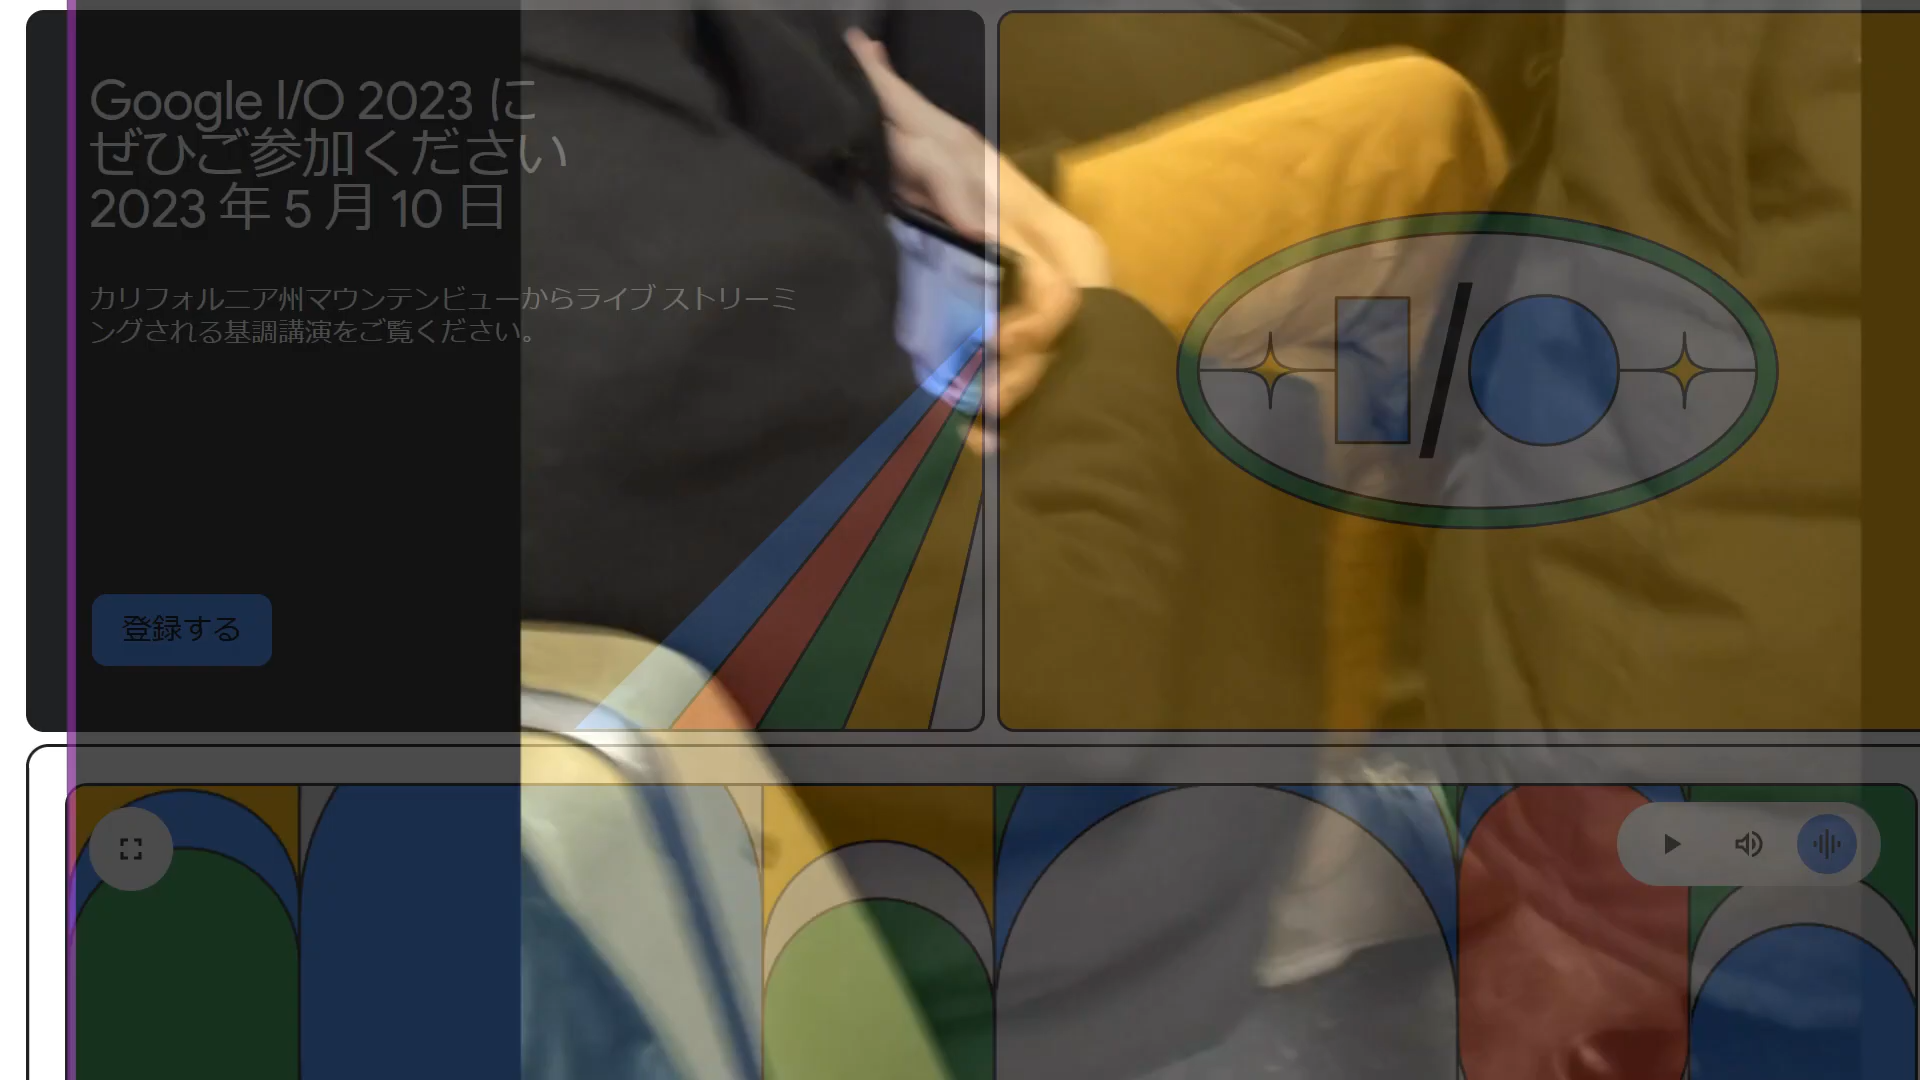 Google I/O 2023 に
ぜひご参加ください
2023 年 5 月 10 日
カリフォルニア州マウンテンビューからライブ ストリーミ
ングされる基調講演をご覧ください。
I/O
登録する